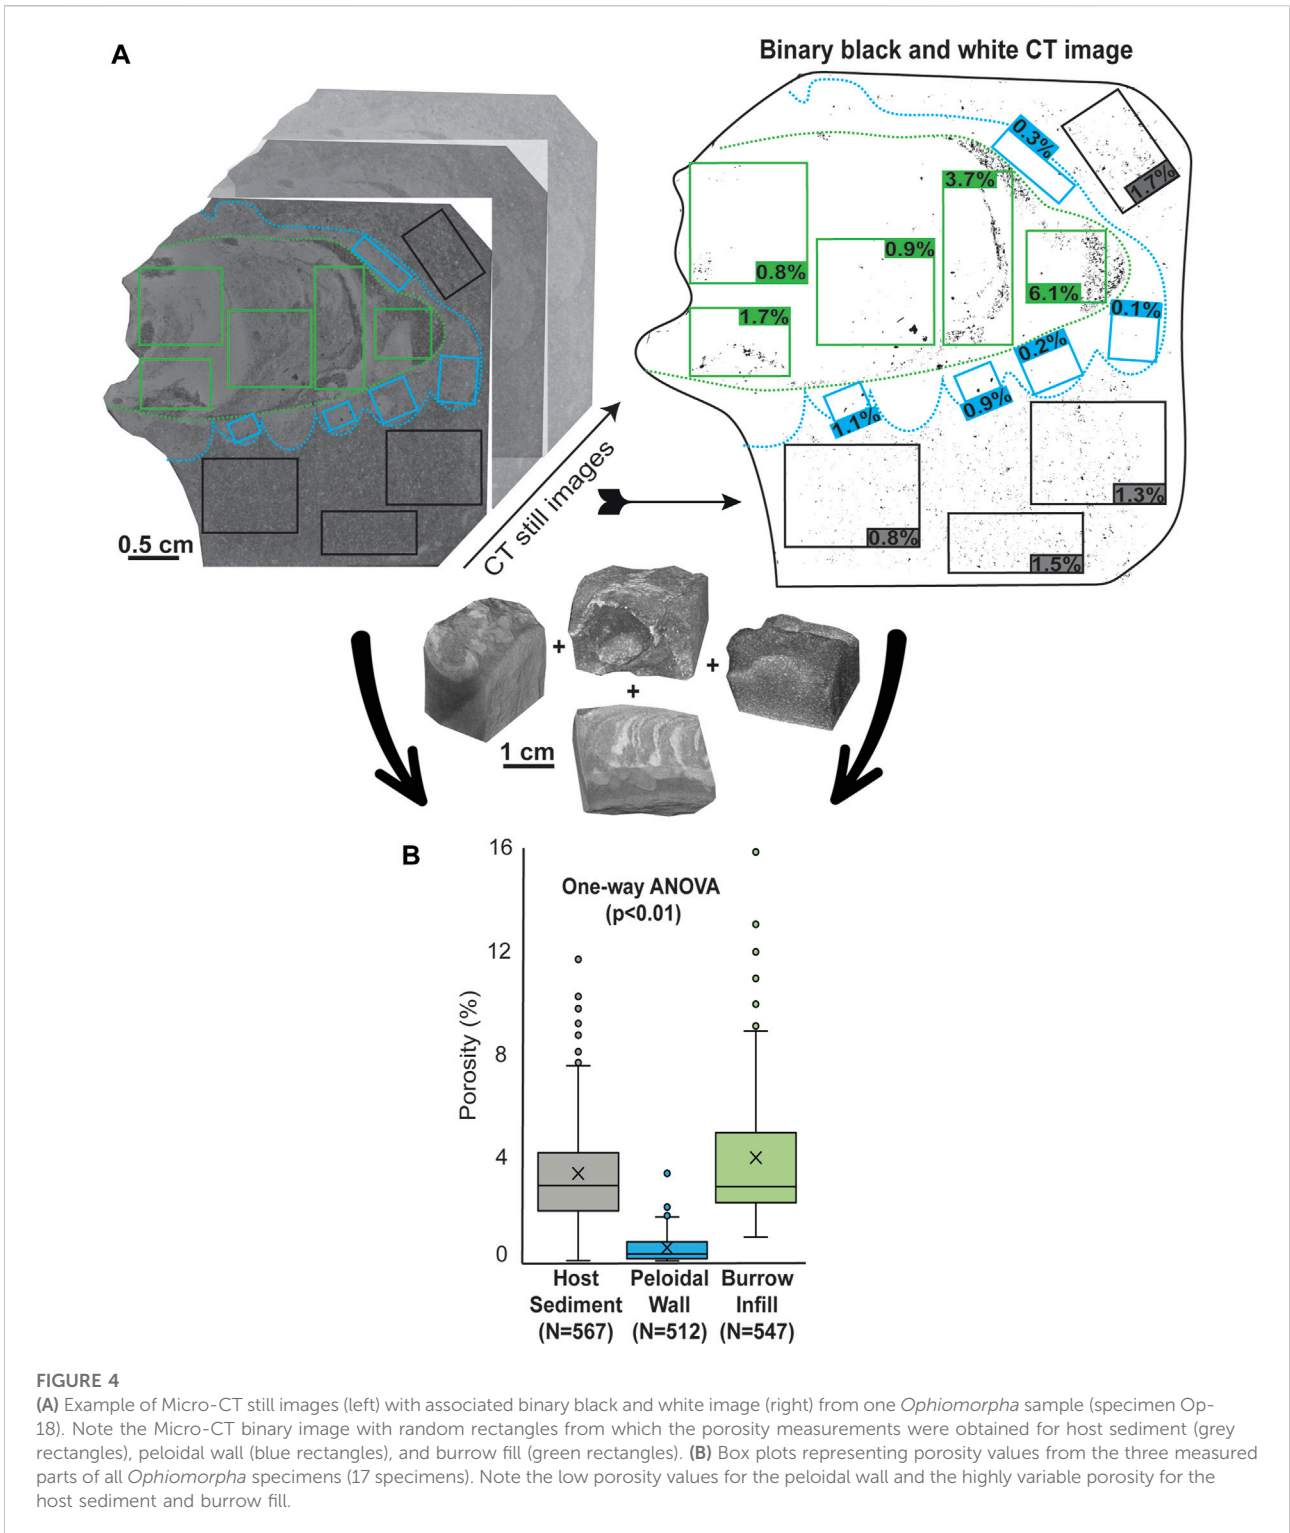 A
Binary black and white CT image
0.3%
1.7%
3.7%
0.9%
0.8%
6.1%
1.7%
0.1%
0.2%
0.9%
1.1%
1.3%
0.8%
1.5%
0.5 cm
CT still images
+
+
+
1 cm
B
16
12
8
4
0
Porosity (%)
One-way ANOVA
(p<0.01)
Host Peloidal Burrow
Sediment Wall Infill
(N=567) (N=512) (N=547)
FIGURE 4
(A) Example of Micro-CT still images (left) with associated binary black and white image (right) from one Ophiomorpha sample (specimen Op-
18). Note the Micro-CT binary image with random rectangles from which the porosity measurements were obtained for host sediment (grey
rectangles), peloidal wall (blue rectangles), and burrow fill (green rectangles). (B) Box plots representing porosity values from the three measured
parts of all Ophiomorpha specimens (17 specimens). Note the low porosity values for the peloidal wall and the highly variable porosity for the
host sediment and burrow fill.